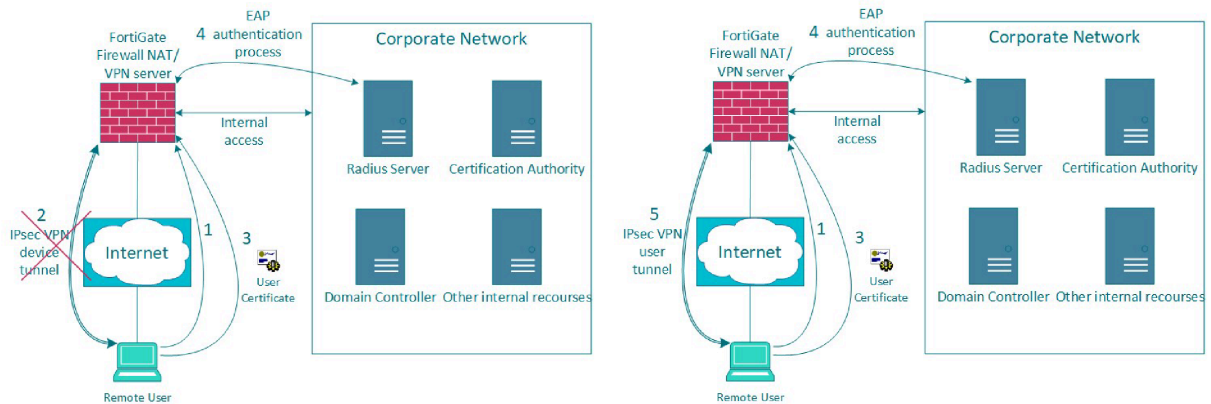 EAP
4 authentication
process
FortiGate
Firewall NAT/
VPN server
Corporate Network
Internal
access
Radius Server
Certification Authority
2
IPsec VPN
device
tunnel
Internet
1
3
User
Certificate
Domain Controller
Other internal recourses
Remote User
EAP
4 authentication
process
FortiGate
Firewall NAT/
VPN server
Corporate Network
Internal
access
Radius Server
Certification Authority
5
IPsec VPN
user
tunnel
Internet
1
3
User
Certificate
Domain Controller
Other internal recourses
Remote User